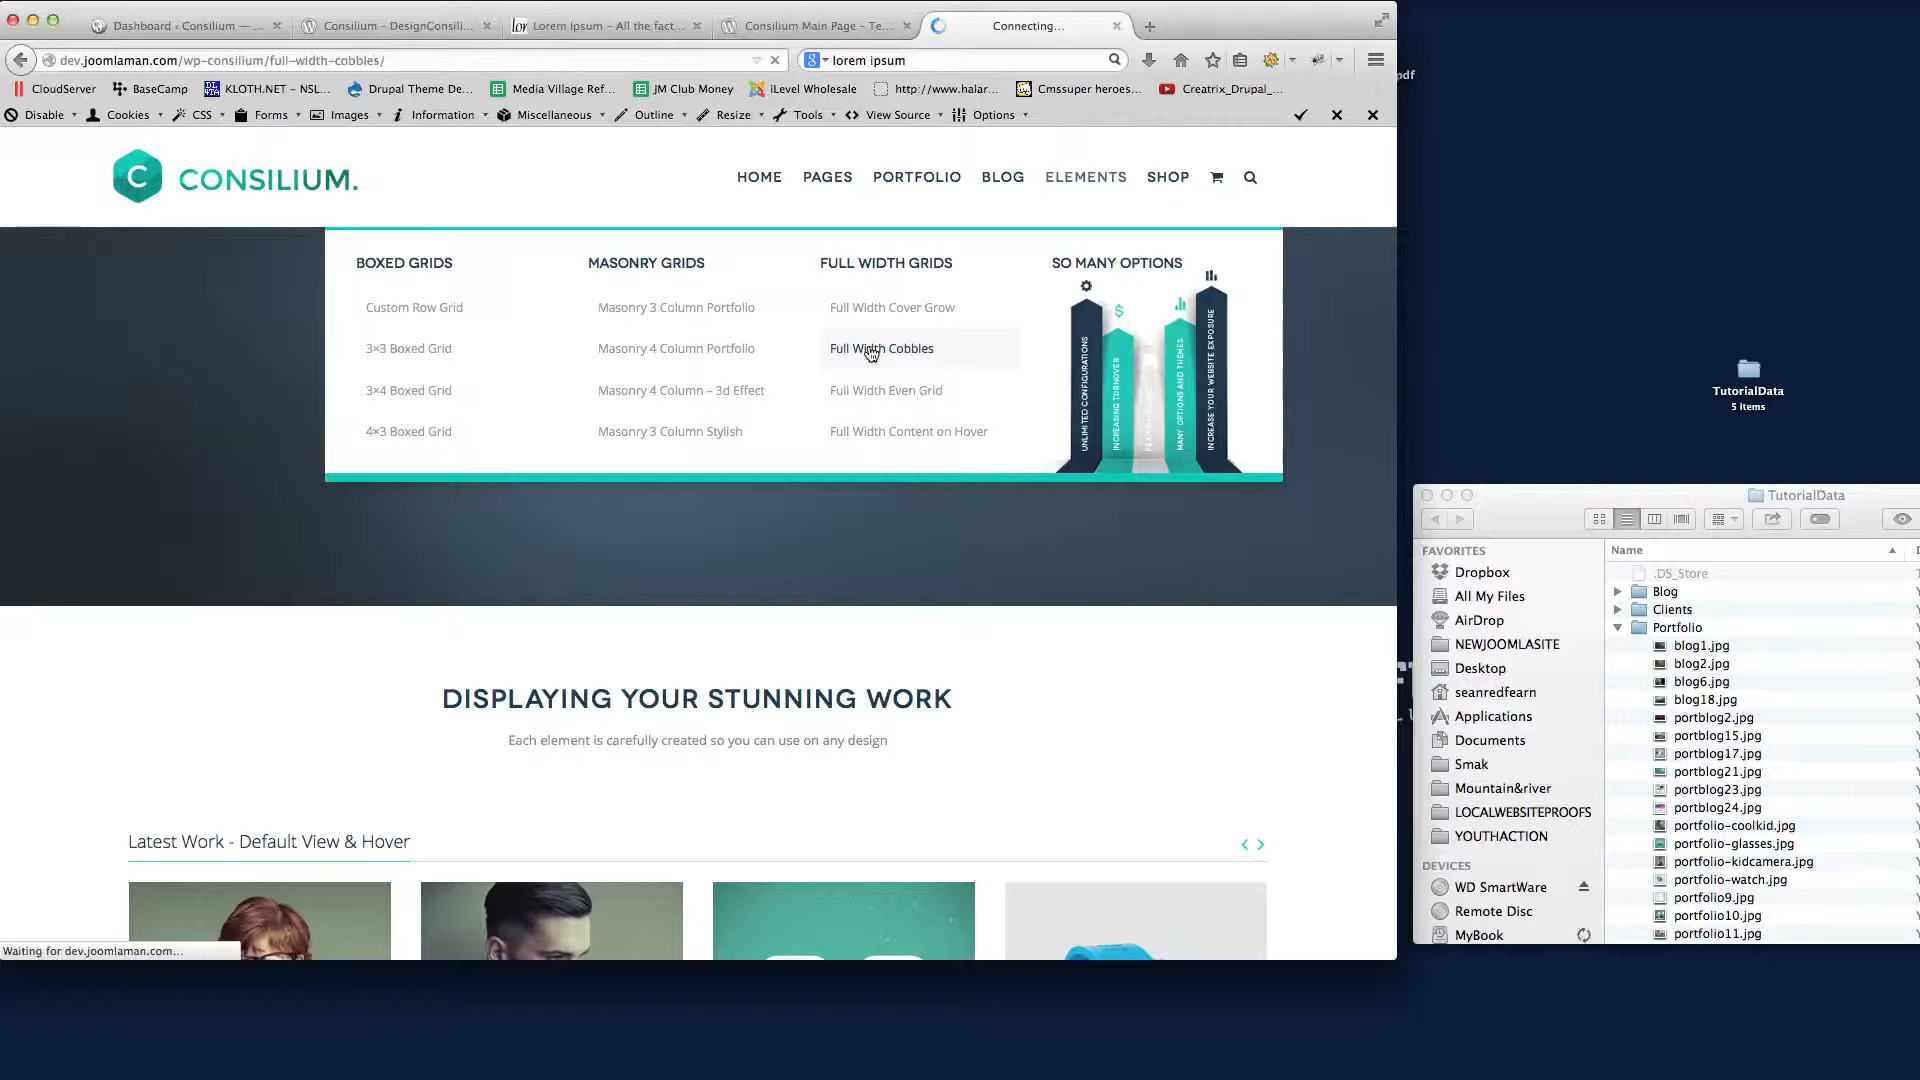 Dashboard ‹ Consilium — ...
Consilium – DesignConsili...
Lorem Ipsum – All the fact...
Consilium Main Page – Te...
Connecting...
dev.joomlaman.com/wp-consilium/full-width-cobbles/
lorem ipsum
CloudServer
BaseCamp
KLOTH.NET – NSL...
Drupal Theme De...
Media Village Ref...
JM Club Money
iLevel Wholesale
http://www.halar...
Cmssuper heroes...
Creatrix_Drupal_...
Disable
Cookies
CSS
Forms
Images
Information
Miscellaneous
Outline
Resize
Tools
View Source
Options
CONSILIUM.
HOME
PAGES
PORTFOLIO
BLOG
ELEMENTS
SHOP
BOXED GRIDS
Custom Row Grid
3×3 Boxed Grid
3×4 Boxed Grid
4×3 Boxed Grid
MASONRY GRIDS
Masonry 3 Column Portfolio
Masonry 4 Column Portfolio
Masonry 4 Column – 3d Effect
Masonry 3 Column Stylish
FULL WIDTH GRIDS
Full Width Cover Grow
Full Width Cobbles
Full Width Even Grid
Full Width Content on Hover
SO MANY OPTIONS
UNLIMITED CONFIGURATIONS
INCREASING TURNOVER
MANY OPTIONS AND THEMES
INCREASE YOUR WEBSITE EXPOSURE
DISPLAYING YOUR STUNNING WORK
Each element is carefully created so you can use on any design
Latest Work - Default View & Hover
Waiting for dev.joomlaman.com...
pdf
TutorialData
5 items
TutorialData
FAVORITES
Dropbox
All My Files
AirDrop
NEWJOOMLASITE
Desktop
seanredfearn
Applications
Documents
Smak
Mountain&river
LOCALWEBSITEPROOFS
YOUTHACTION
DEVICES
WD SmartWare
Remote Disc
MyBook
Name
.DS_Store
Blog
Clients
Portfolio
blog1.jpg
blog2.jpg
blog6.jpg
blog18.jpg
portblog2.jpg
portblog15.jpg
portblog17.jpg
portblog21.jpg
portblog23.jpg
portblog24.jpg
portfolio-coolkid.jpg
portfolio-glasses.jpg
portfolio-kidcamera.jpg
portfolio-watch.jpg
portfolio9.jpg
portfolio10.jpg
portfolio11.jpg